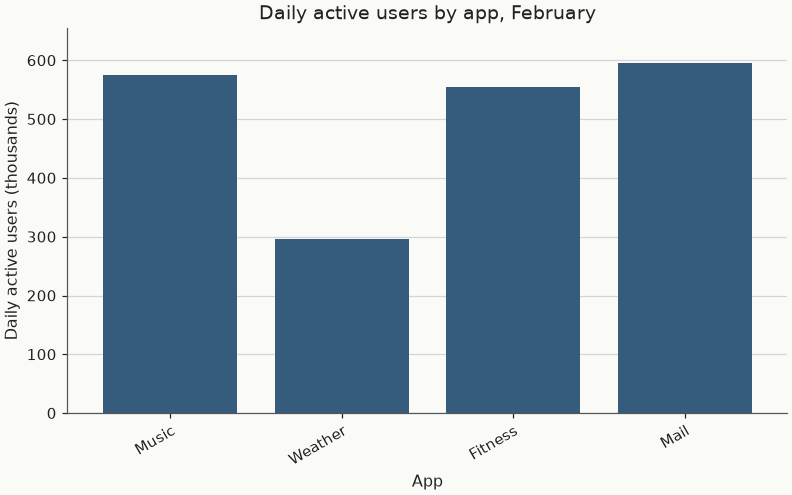 Daily active users by app, February
Daily active users (thousands)
600
500
400
300
200
100
0
Music
Weather
Fitness
Mail
App